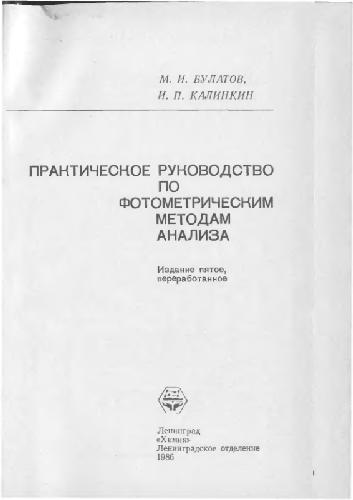 М. И. БУЛАТОВ,
И. П. КАЛИНКИН
ПРАКТИЧЕСКОЕ РУКОВОДСТВО
ПО
ФОТОМЕТРИЧЕСКИМ
МЕТОДАМ
АНАЛИЗА
Издание пятое,
переработанное
Ленинград
«Химия»
Ленинградское отделение
1986